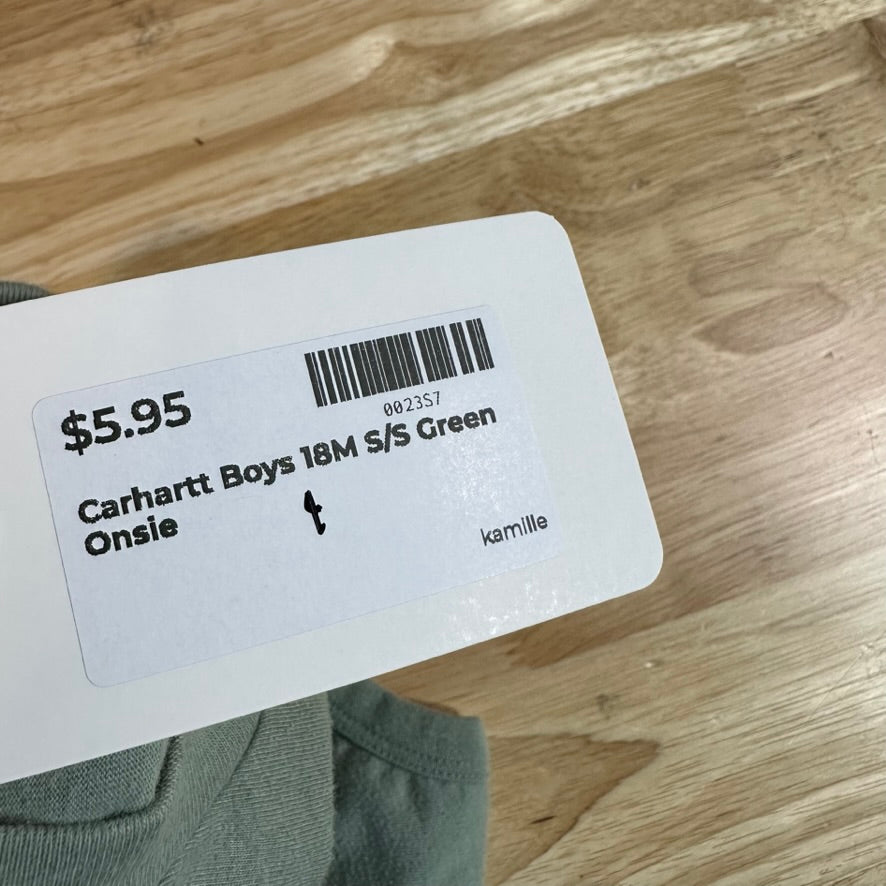 $5.95
0023S7
Carhartt Boys 18M S/S Green
Onsie
kamille